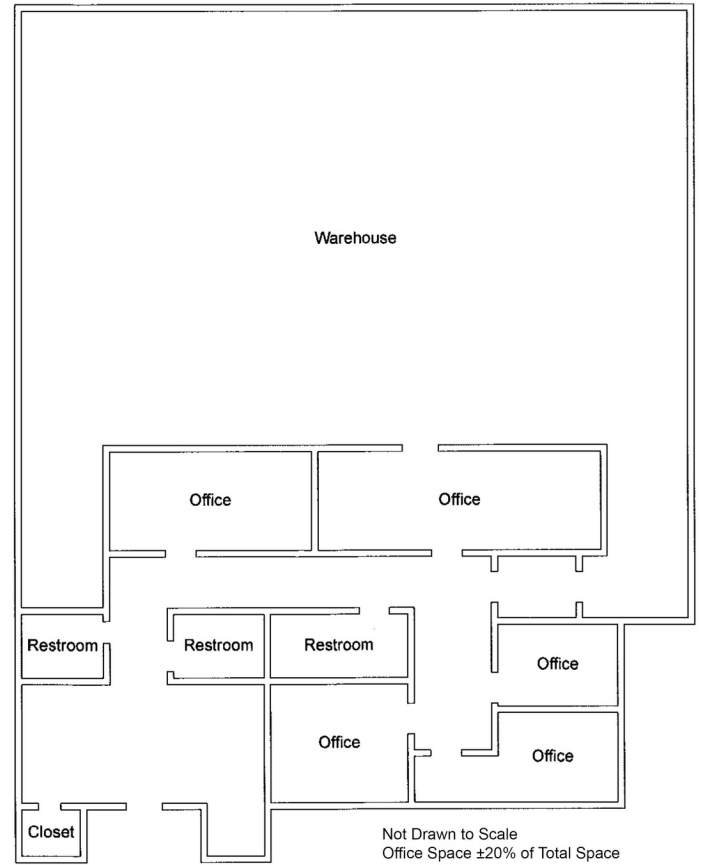 Warehouse
Office
Office
Restroom
Restroom
Restroom
Office
Office
Office
Closet
Not Drawn to Scale
Office Space ±20% of Total Space